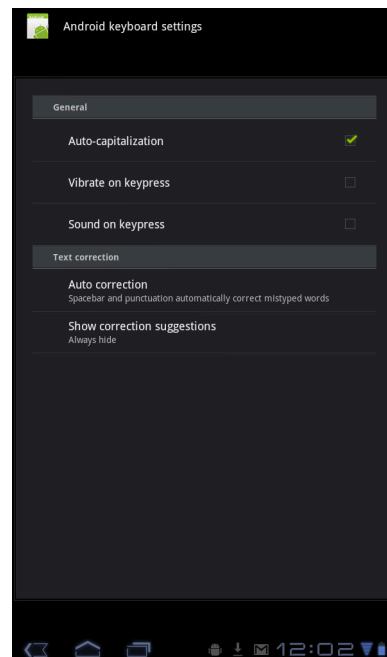 Android keyboard settings
General
Auto-capitalization
Vibrate on keypress
Sound on keypress
Text correction
Auto correction
Spacebar and punctuation automatically correct mistyped words
Show correction suggestions
Always hide
12:02